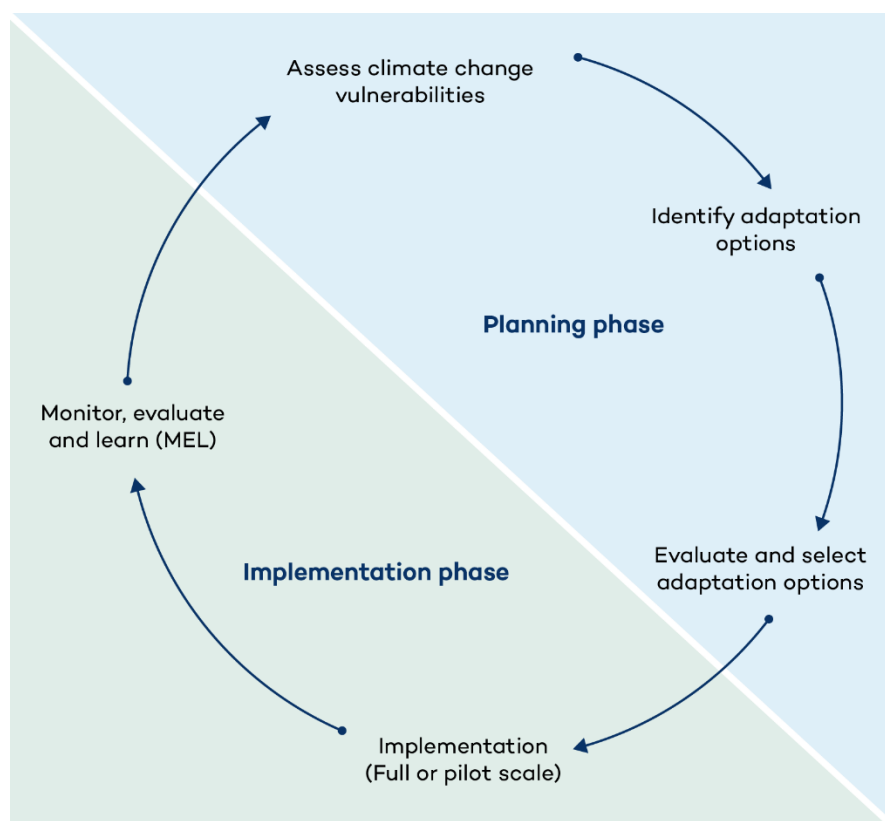 Assess climate change
vulnerabilities
Identify adaptation
options
Planning phase
Evaluate and select
adaptation options
Implementation
(Full or pilot scale)
Implementation phase
Monitor, evaluate
and learn (MEL)